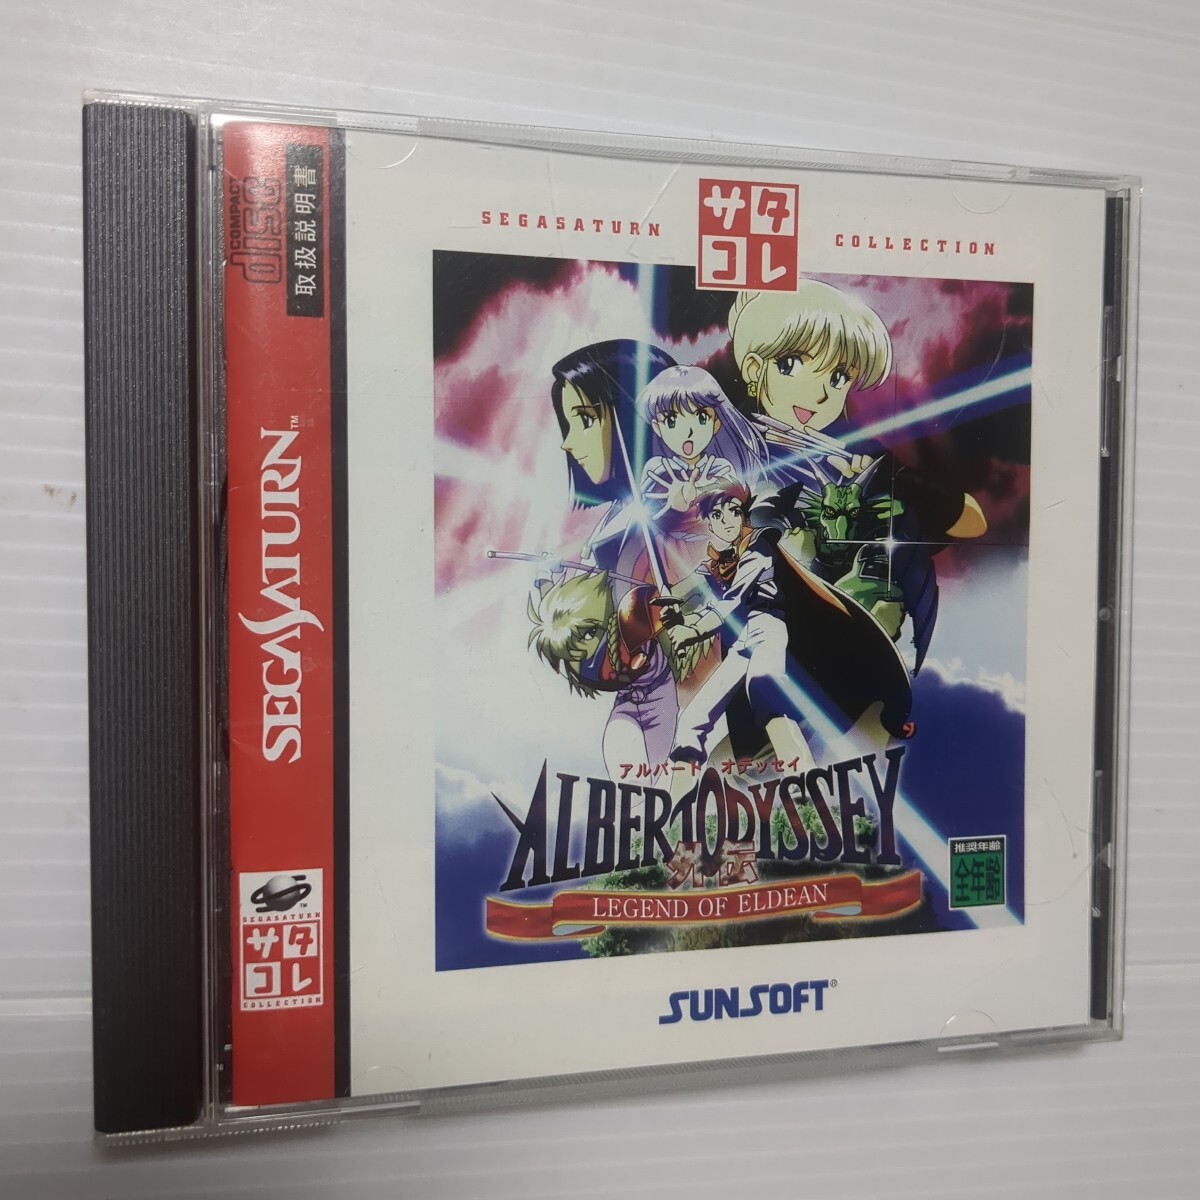 COMPACT
disc
取扱説明書
SEGASATURN™
SEGASATURN
サタ
コレ
COLLECTION
SEGASATURN
サタ
コレ
COLLECTION
アルバート オデッセイ
ALBERT ODYSSEY
外伝
LEGEND OF ELDEAN
推奨年齢
全年齢
SUNSOFT®